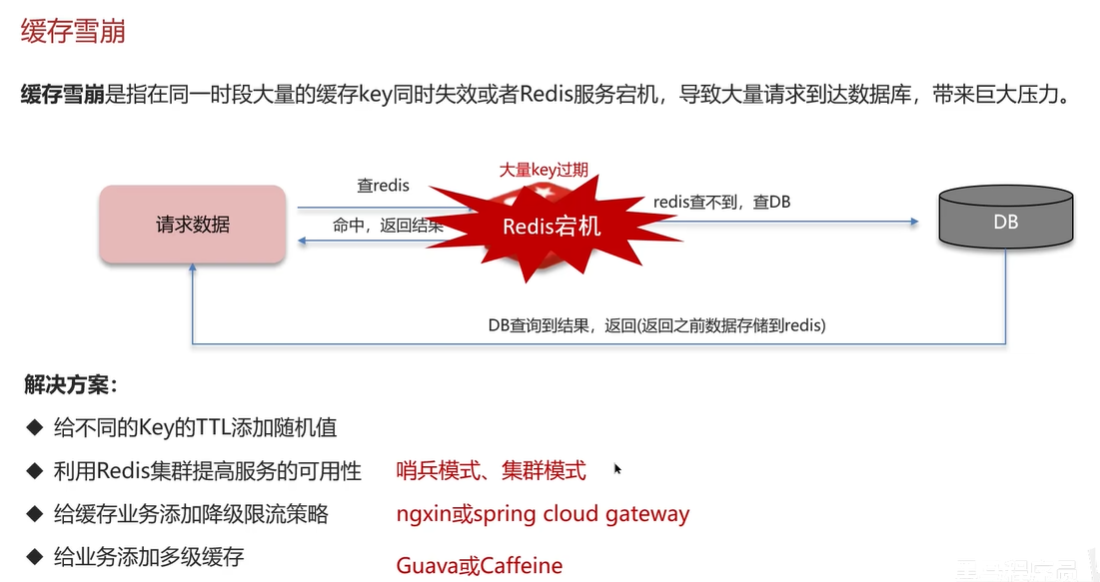 缓存雪崩
缓存雪崩是指在同一时段大量的缓存key同时失效或者Redis服务宕机，导致大量请求到达数据库，带来巨大压力。
大量key过期
查redis
redis查不到，查DB
请求数据
命中，返回结果
Redis宕机
DB
DB查询到结果，返回(返回之前数据存储到redis)
解决方案：
给不同的Key的TTL添加随机值
利用Redis集群提高服务的可用性 哨兵模式、集群模式
给缓存业务添加降级限流策略 ngxin或spring cloud gateway
给业务添加多级缓存 Guava或Caffeine